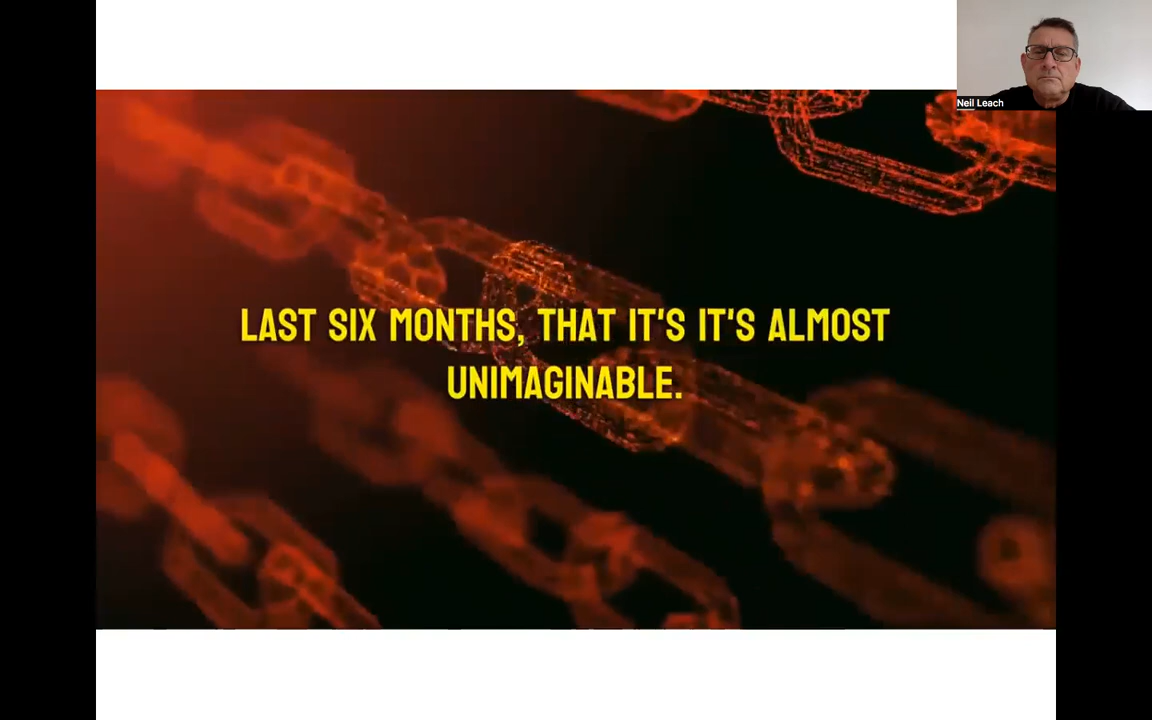 Neil Leach
LAST SIX MONTHS, THAT IT'S IT'S ALMOST
UNIMAGINABLE.